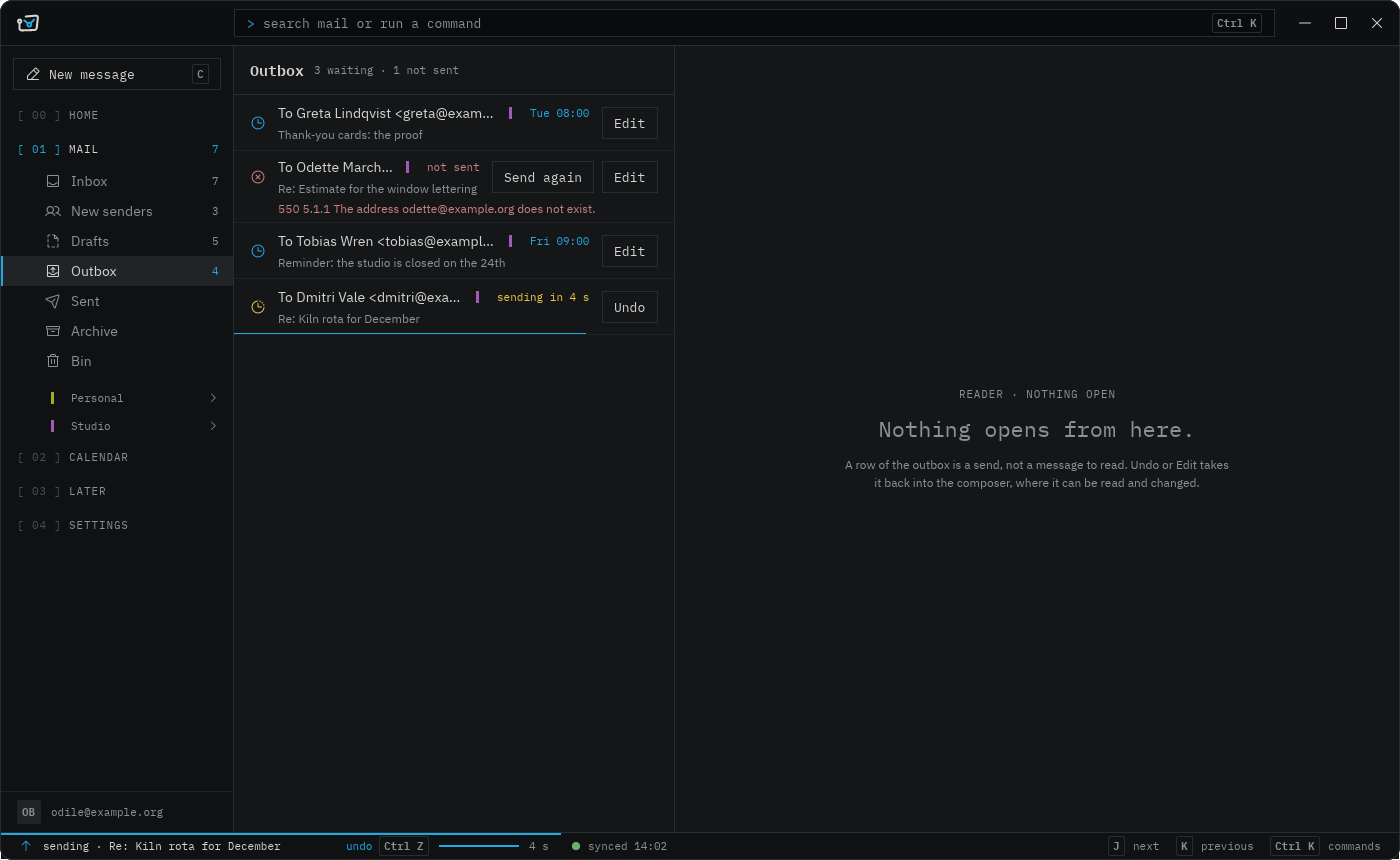 > search mail or run a command Ctrl K
New message C
[ 00 ] HOME
[ 01 ] MAIL 7
Inbox 7
New senders 3
Drafts 5
Outbox 4
Sent
Archive
Bin
Personal
Studio
[ 02 ] CALENDAR
[ 03 ] LATER
[ 04 ] SETTINGS
OB odile@example.org
Outbox 3 waiting · 1 not sent
To Greta Lindqvist <greta@exam... Tue 08:00 Edit
Thank-you cards: the proof
To Odette March... not sent Send again Edit
Re: Estimate for the window lettering
550 5.1.1 The address odette@example.org does not exist.
To Tobias Wren <tobias@exampl... Fri 09:00 Edit
Reminder: the studio is closed on the 24th
To Dmitri Vale <dmitri@exa... sending in 4 s Undo
Re: Kiln rota for December
READER · NOTHING OPEN
Nothing opens from here.
A row of the outbox is a send, not a message to read. Undo or Edit takes
it back into the composer, where it can be read and changed.
sending · Re: Kiln rota for December undo Ctrl Z 4 s synced 14:02 J next K previous Ctrl K commands